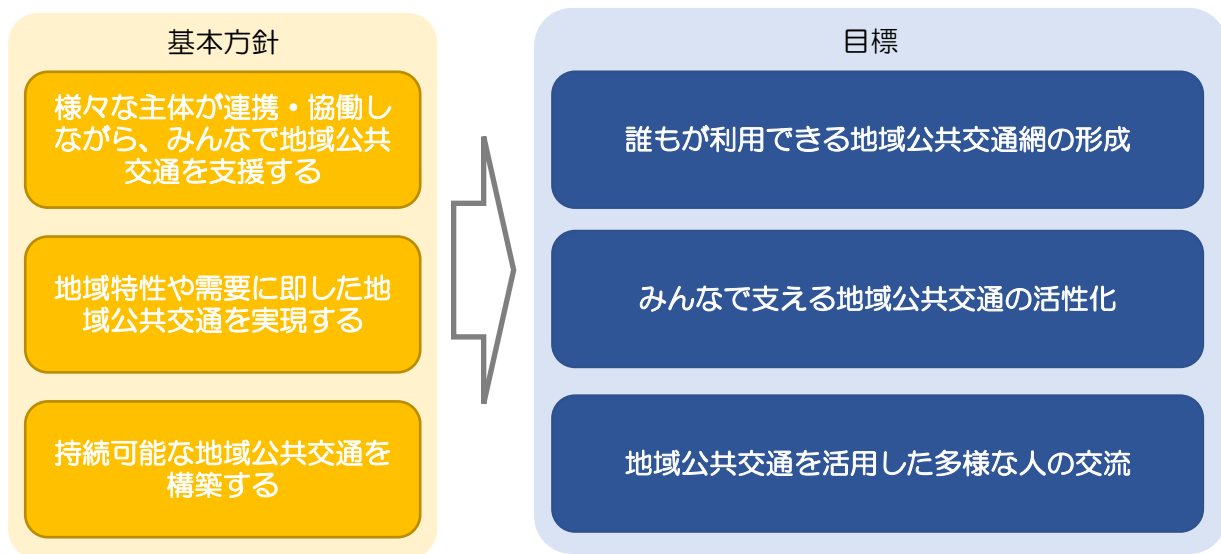 基本方針
様々な主体が連携・協働し
ながら、みんなで地域公共
交通を支援する
地域特性や需要に即した地
域公共交通を実現する
持続可能な地域公共交通を
構築する
目標
誰もが利用できる地域公共交通網の形成
みんなで支える地域公共交通の活性化
地域公共交通を活用した多様な人の交流